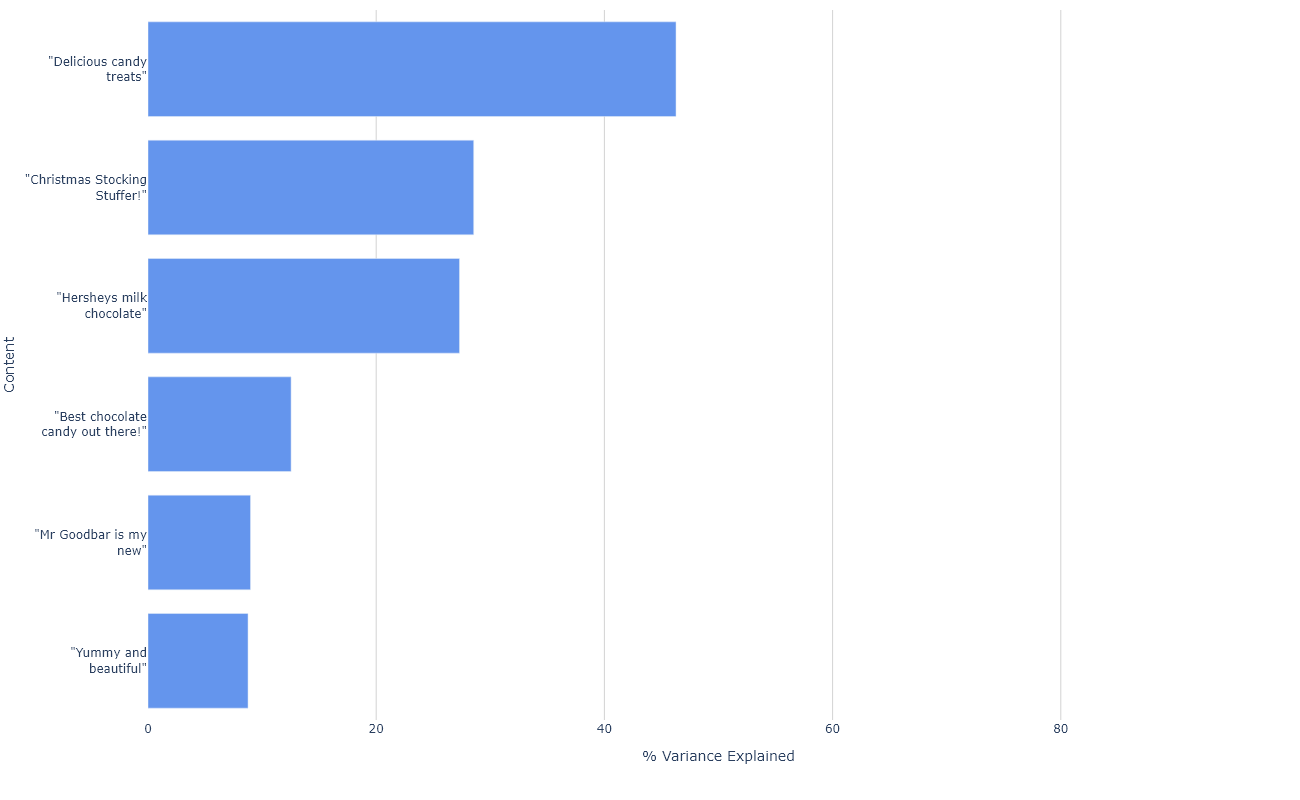 "Delicious candy
treats"
"Christmas Stocking
Stuffer!"
"Hersheys milk
chocolate"
"Best chocolate
candy out there!"
"Mr Goodbar is my
new"
"Yummy and
beautiful"
Content
0 20 40 60 80
% Variance Explained